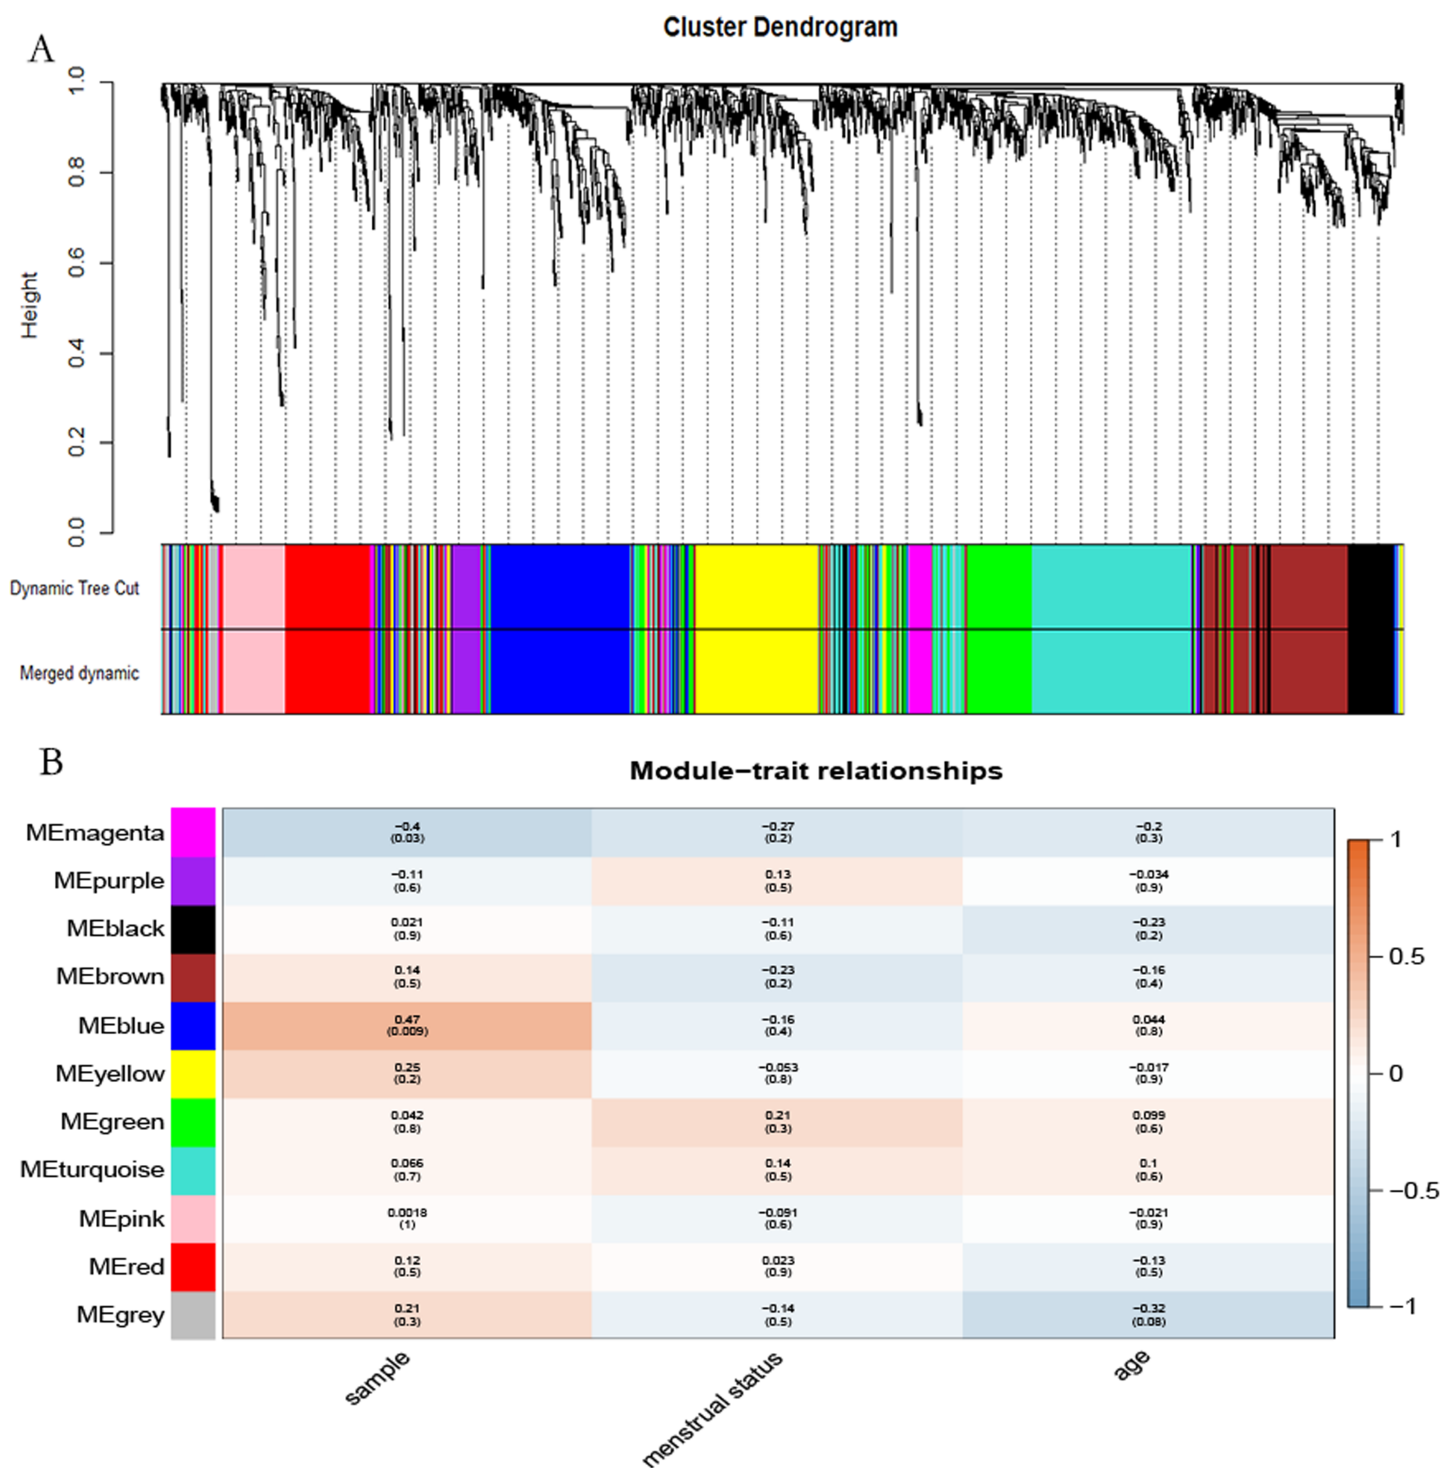 A
Cluster Dendrogram
Height
1.0
0.8
0.6
0.4
0.2
0.0
Dynamic Tree Cut
Merged dynamic
B
Module−trait relationships
MEmagenta −0.4 −0.27 −0.2
(0.03) (0.2) (0.3)
MEpurple −0.11 0.13 −0.034
(0.6) (0.5) (0.9)
MEblack 0.021 −0.11 −0.23
(0.9) (0.6) (0.2)
MEbrown 0.14 −0.23 −0.16
(0.5) (0.2) (0.4)
MEblue 0.47 −0.16 0.044
(0.009) (0.4) (0.8)
MEyellow 0.25 −0.053 −0.017
(0.2) (0.8) (0.9)
MEgreen 0.042 0.21 0.099
(0.8) (0.3) (0.6)
MEturquoise 0.066 0.14 0.1
(0.7) (0.5) (0.6)
MEpink 0.0018 −0.091 −0.021
(1) (0.6) (0.9)
MEred 0.12 0.023 −0.13
(0.5) (0.9) (0.5)
MEgrey 0.21 −0.14 −0.32
(0.3) (0.5) (0.08)
1
0.5
0
−0.5
−1
sample
menstrual status
age